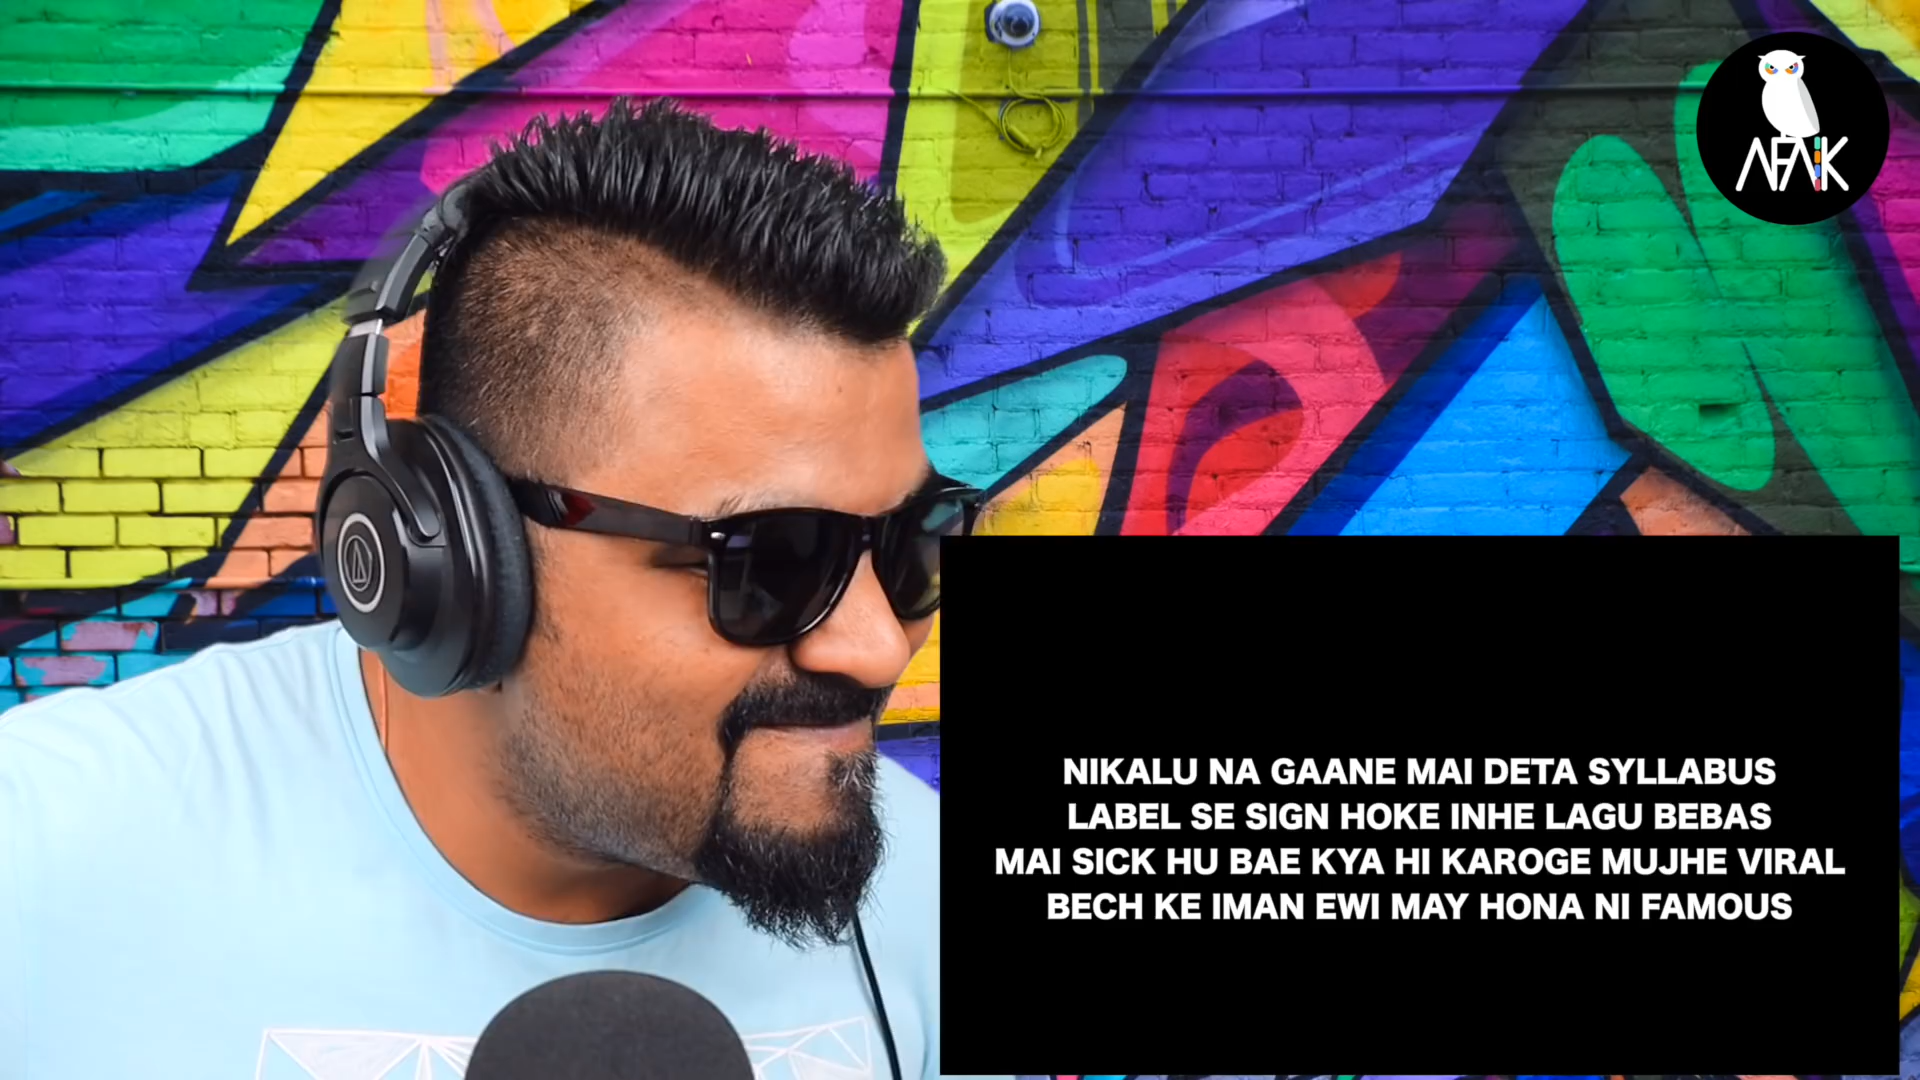 AFAIK
NIKALU NA GAANE MAI DETA SYLLABUS
LABEL SE SIGN HOKE INHE LAGU BEBAS
MAI SICK HU BAE KYA HI KAROGE MUJHE VIRAL
BECH KE IMAN EWI MAY HONA NI FAMOUS